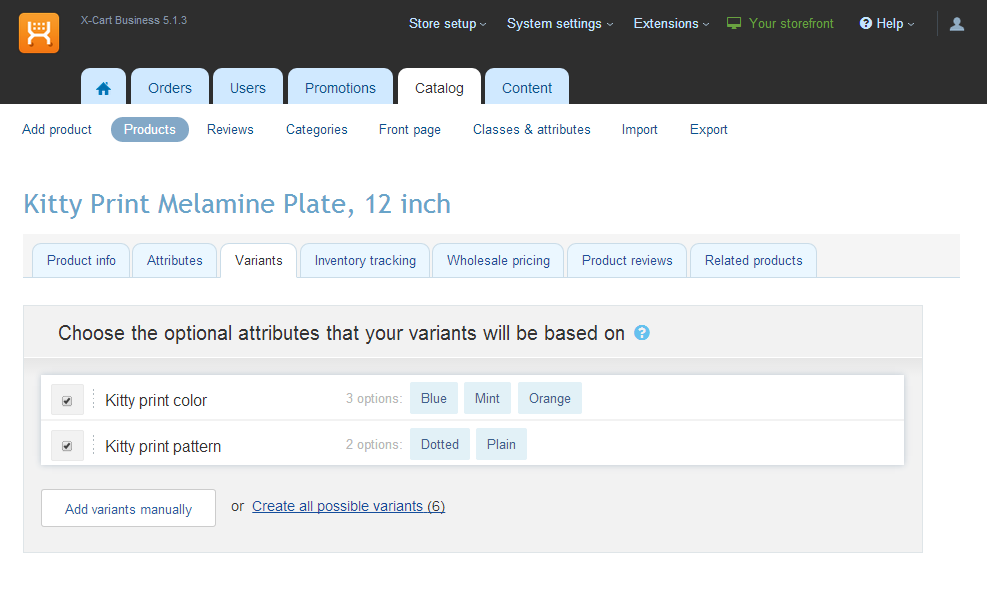 X-Cart Business 5.1.3
Store setup System settings Extensions Your storefront Help
Orders Users Promotions Catalog Content
Add product Products Reviews Categories Front page Classes & attributes Import Export
Kitty Print Melamine Plate, 12 inch
Product info Attributes Variants Inventory tracking Wholesale pricing Product reviews Related products
Choose the optional attributes that your variants will be based on ?
Kitty print color 3 options: Blue Mint Orange
Kitty print pattern 2 options: Dotted Plain
Add variants manually or Create all possible variants (6)